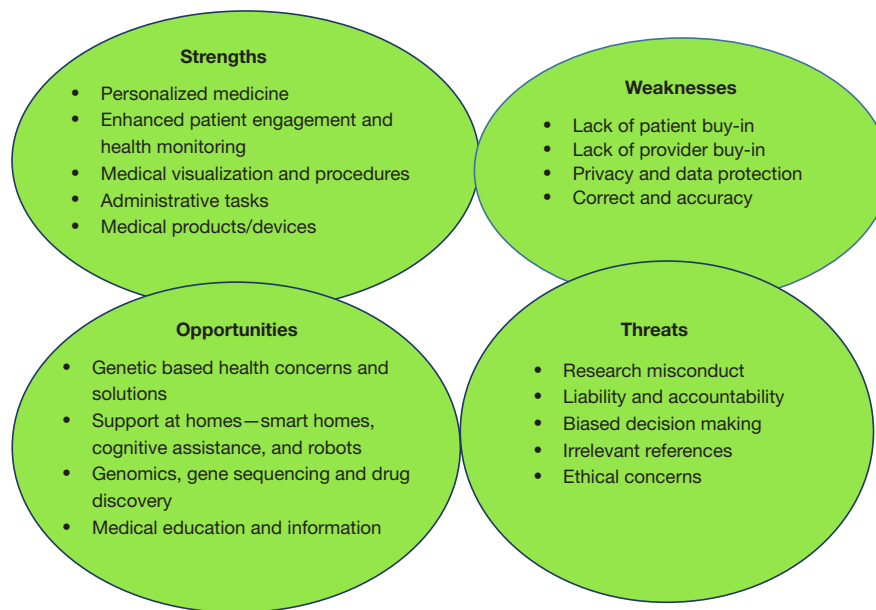 Strengths
• Personalized medicine
• Enhanced patient engagement and
health monitoring
• Medical visualization and procedures
• Administrative tasks
• Medical products/devices
Weaknesses
• Lack of patient buy-in
• Lack of provider buy-in
• Privacy and data protection
• Correct and accuracy
Opportunities
• Genetic based health concerns and
solutions
• Support at homes—smart homes,
cognitive assistance, and robots
• Genomics, gene sequencing and drug
discovery
• Medical education and information
Threats
• Research misconduct
• Liability and accountability
• Biased decision making
• Irrelevant references
• Ethical concerns